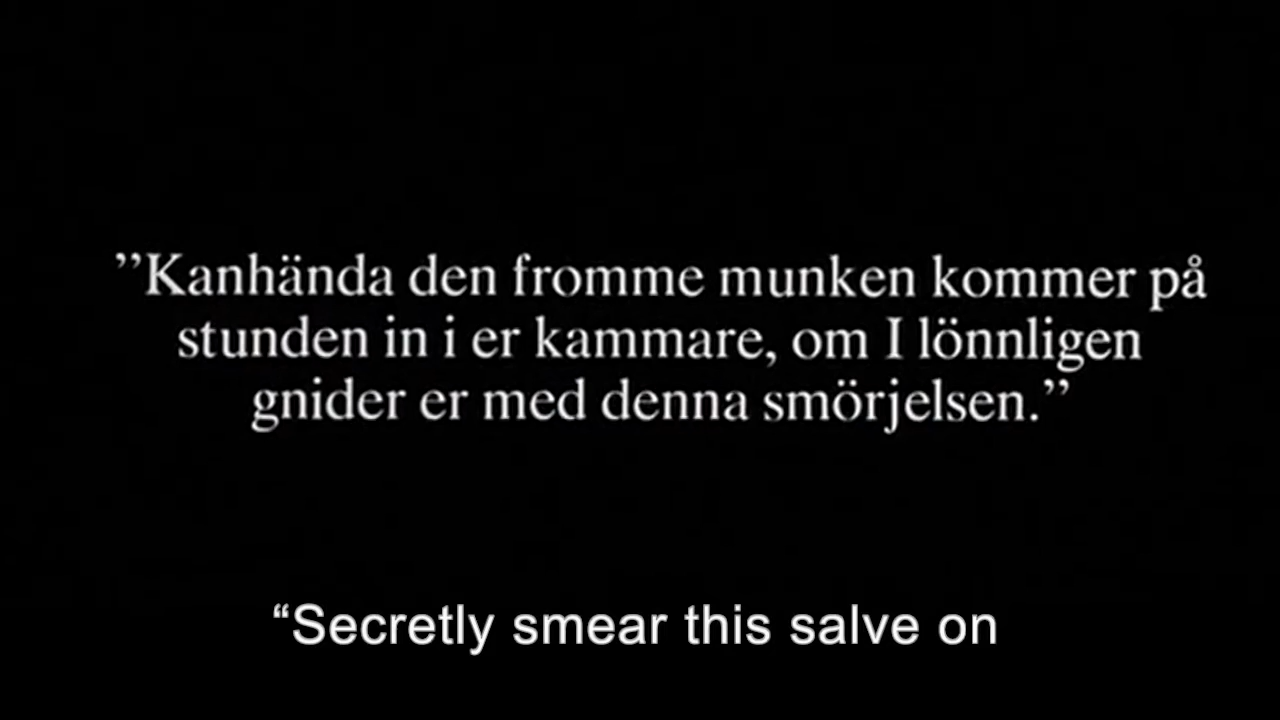 ”Kanhända den fromme munken kommer på
stunden in i er kammare, om I lönnligen
gnider er med denna smörjelsen.”
“Secretly smear this salve on